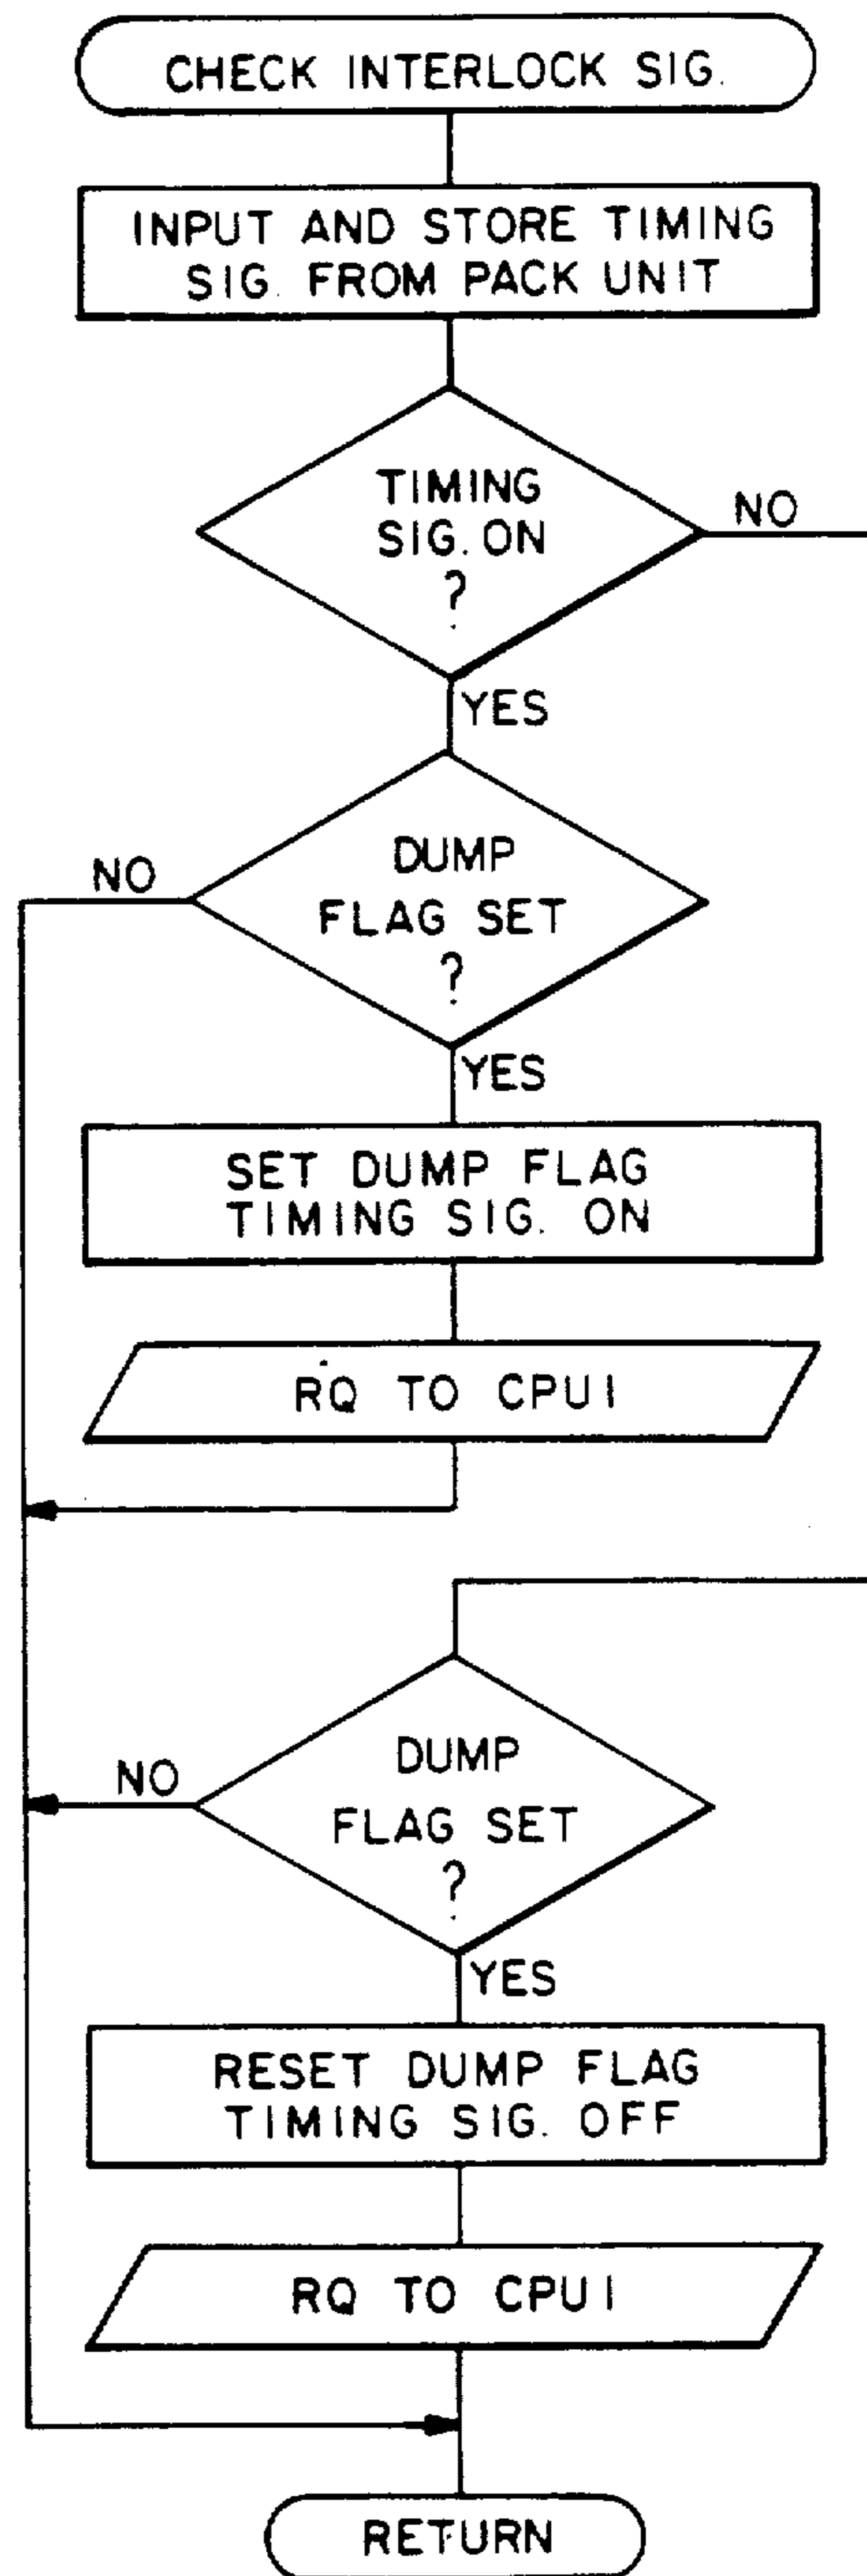 CHECK INTERLOCK SIG.
INPUT AND STORE TIMING
SIG. FROM PACK UNIT
TIMING
SIG. ON
?
NO
YES
DUMP
FLAG SET
?
NO
YES
SET DUMP FLAG
TIMING SIG. ON
RQ TO CPU1
DUMP
FLAG SET
?
NO
YES
RESET DUMP FLAG
TIMING SIG. OFF
RQ TO CPU1
RETURN